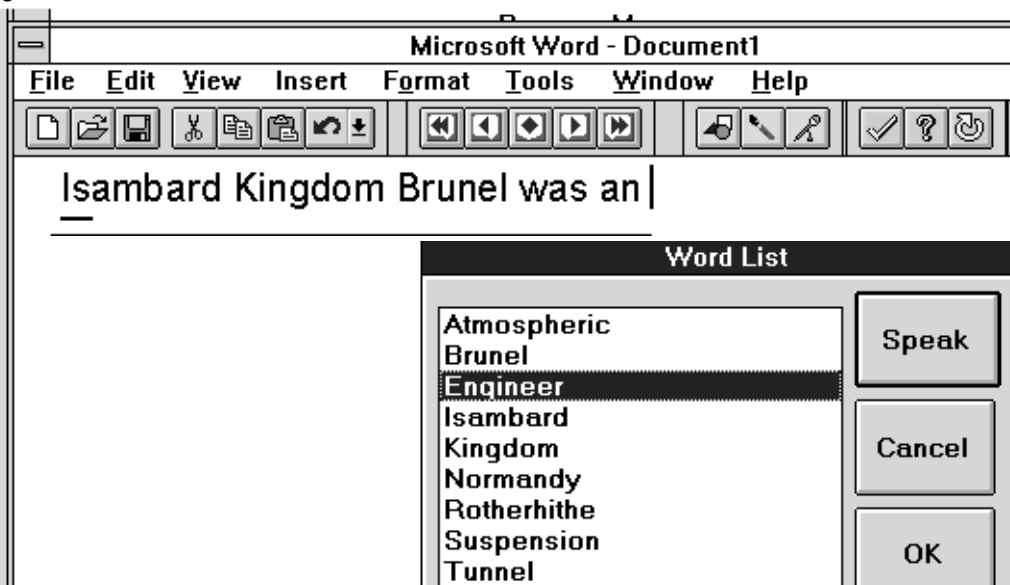 Microsoft Word - Document1
File Edit View Insert Format Tools Window Help
Isambard Kingdom Brunel was an
Word List
Atmospheric
Brunel
Engineer
Isambard
Kingdom
Normandy
Rotherhithe
Suspension
Tunnel
Speak
Cancel
OK